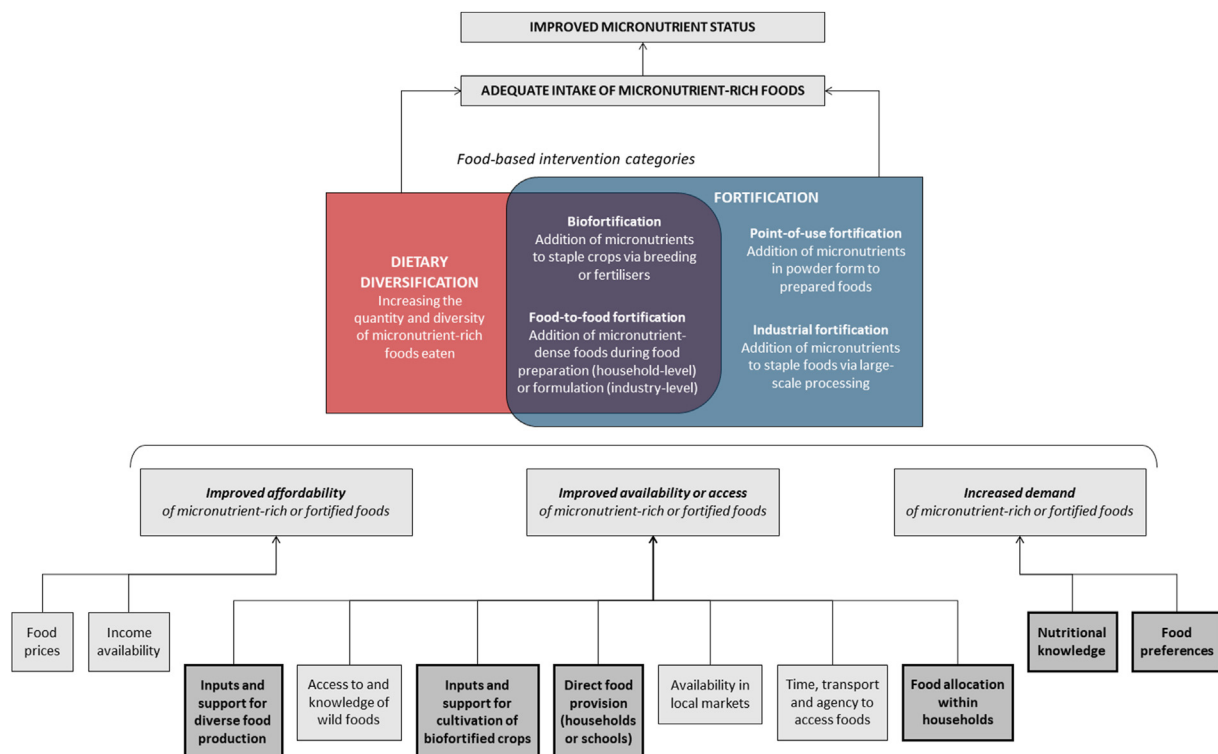 IMPROVED MICRONUTRIENT STATUS
ADEQUATE INTAKE OF MICRONUTRIENT-RICH FOODS
Food-based intervention categories
DIETARY
DIVERSIFICATION
Increasing the
quantity and diversity
of micronutrient-rich
foods eaten
Biofortification
Addition of micronutrients
to staple crops via breeding
or fertilisers
Food-to-food fortification
Addition of micronutrient-
dense foods during food
preparation (household-level)
or formulation (industry-level)
FORTIFICATION
Point-of-use fortification
Addition of micronutrients
in powder form to
prepared foods
Industrial fortification
Addition of micronutrients
to staple foods via large-
scale processing
Improved affordability
of micronutrient-rich or fortified foods
Improved availability or access
of micronutrient-rich or fortified foods
Increased demand
of micronutrient-rich or fortified foods
Food
prices
Income
availability
Inputs and
support for
diverse food
production
Access to and
knowledge of
wild foods
Inputs and
support for
cultivation of
biofortified crops
Direct food
provision
(households
or schools)
Availability in
local markets
Time, transport
and agency to
access foods
Food allocation
within
households
Nutritional
knowledge
Food
preferences